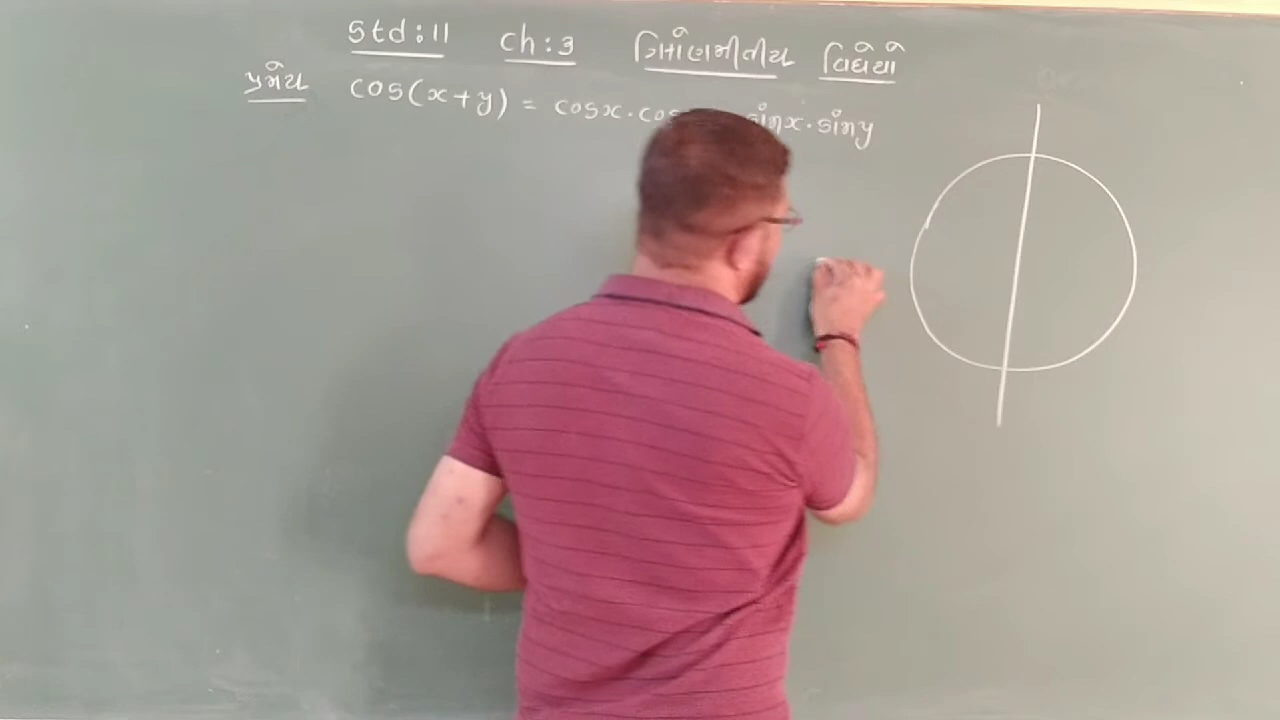 Std:11 Ch:3 ત્રિકોણમીતીય વિધેયો
પ્રમેય cos(x+y) = cosx.cos sinx.siny